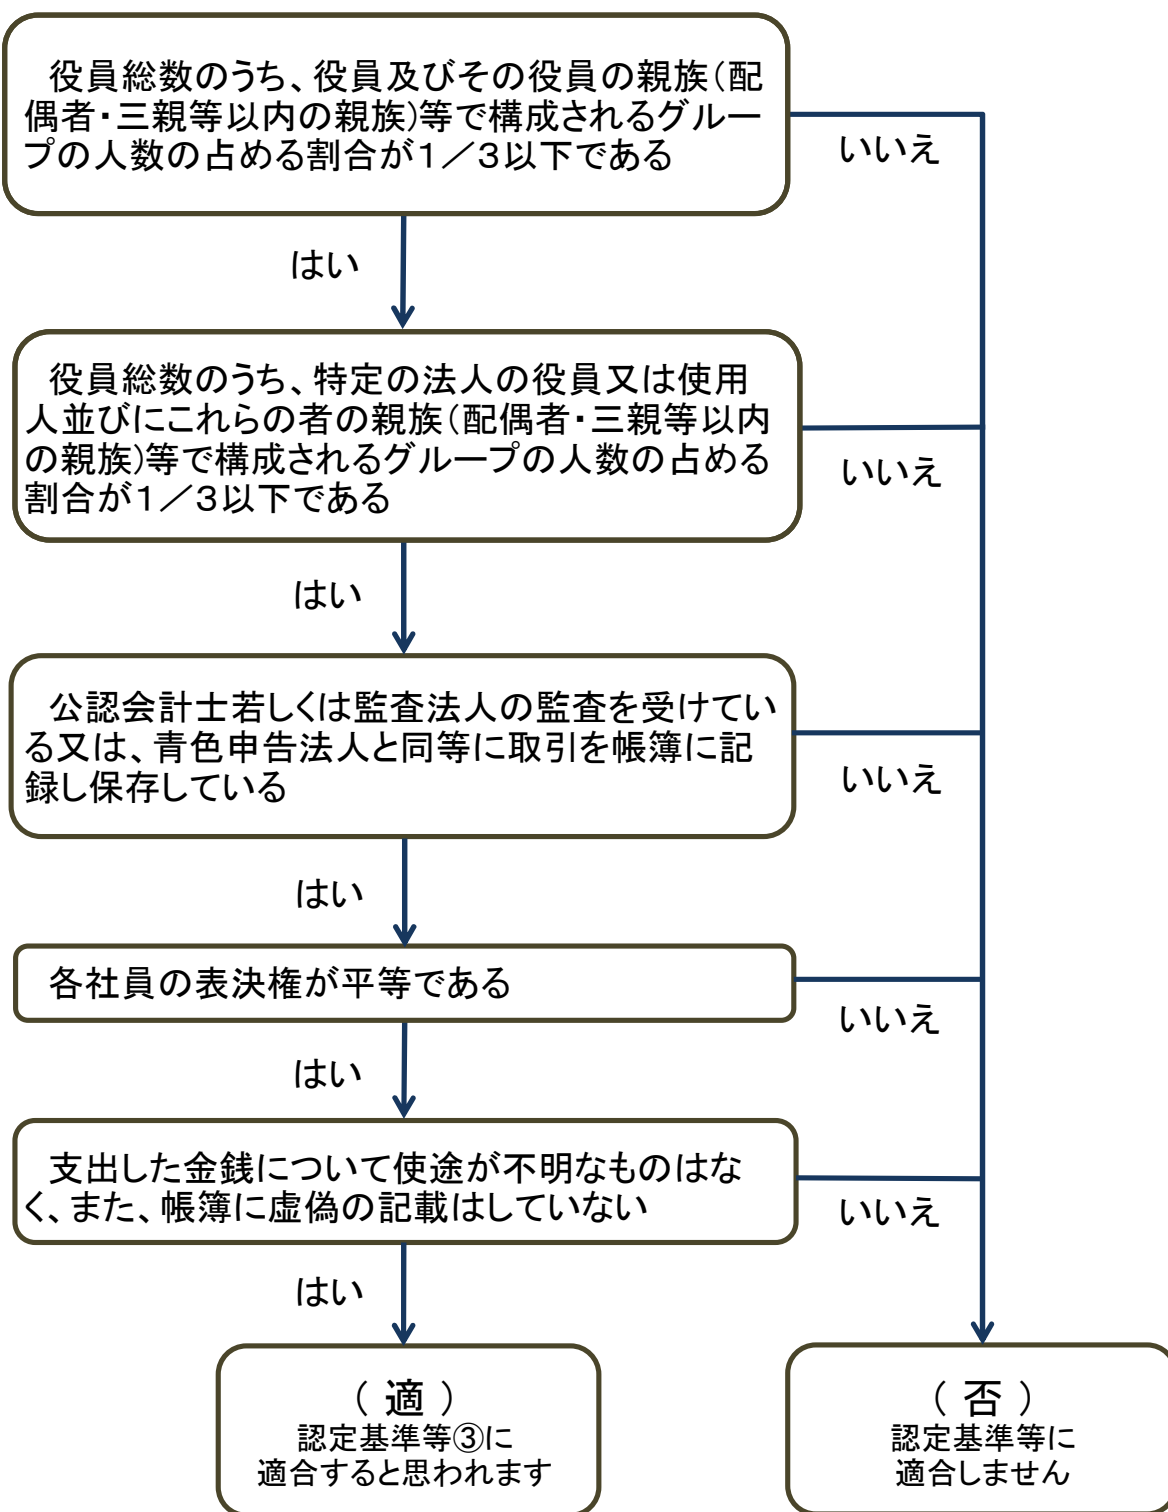 役員総数のうち、役員及びその役員の親族(配
偶者・三親等以内の親族)等で構成されるグルー
プの人数の占める割合が1／3以下である
いいえ
はい
役員総数のうち、特定の法人の役員又は使用
人並びにこれらの者の親族(配偶者・三親等以内
の親族)等で構成されるグループの人数の占める
割合が1／3以下である
いいえ
はい
公認会計士若しくは監査法人の監査を受けてい
る又は、青色申告法人と同等に取引を帳簿に記
録し保存している
いいえ
はい
各社員の表決権が平等である
いいえ
はい
支出した金銭について使途が不明なものはな
く、また、帳簿に虚偽の記載はしていない
いいえ
はい
( 適 )
認定基準等③に
適合すると思われます
( 否 )
認定基準等に
適合しません